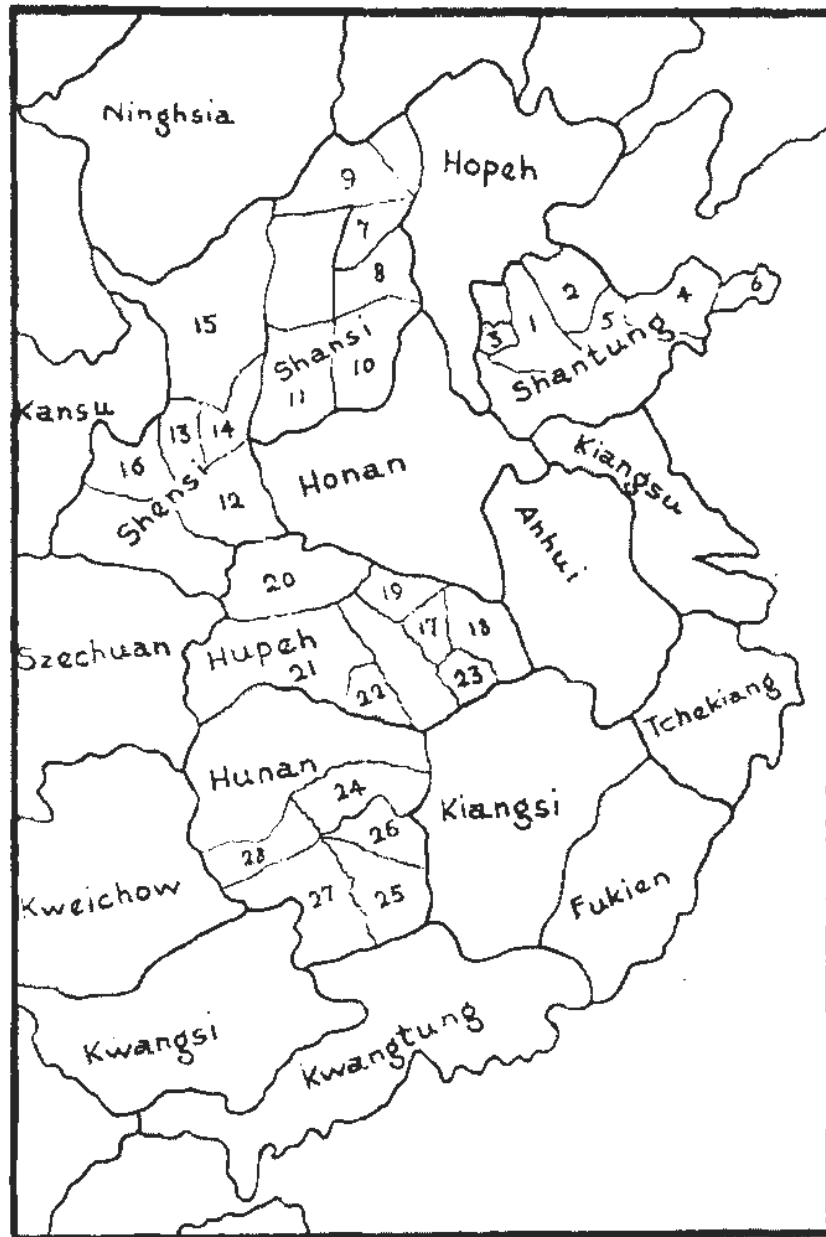 Ninghsia
Hopeh
9
7
8
15
2
6
4
1
5
3
Shansi
10
11
Shantung
Kansu
13
14
16
Shensi
12
Honan
Kiangsu
Anhui
20
19
17
18
Szechuan
Hupeh
21
22
23
Tchekiang
Hunan
24
Kiangsi
26
28
27
25
Kweichow
Fukien
Kwangsi
Kwangtung